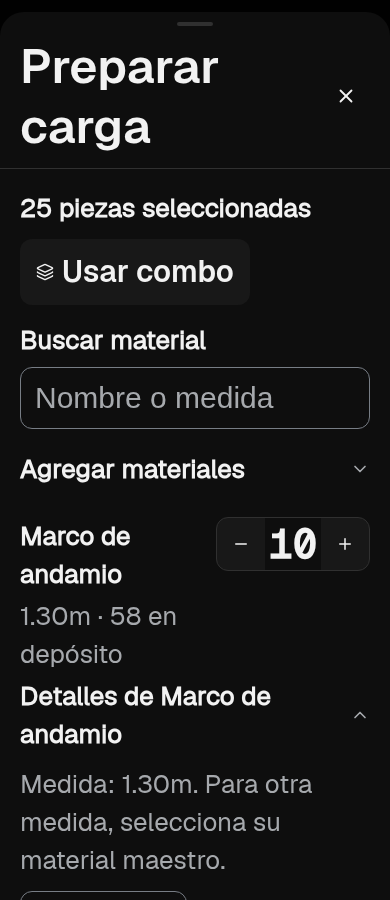 Preparar
carga
25 piezas seleccionadas
Usar combo
Buscar material
Nombre o medida
Agregar materiales
Marco de
andamio
− 10 +
1.30m · 58 en
depósito
Detalles de Marco de
andamio
Medida: 1.30m. Para otra
medida, selecciona su
material maestro.